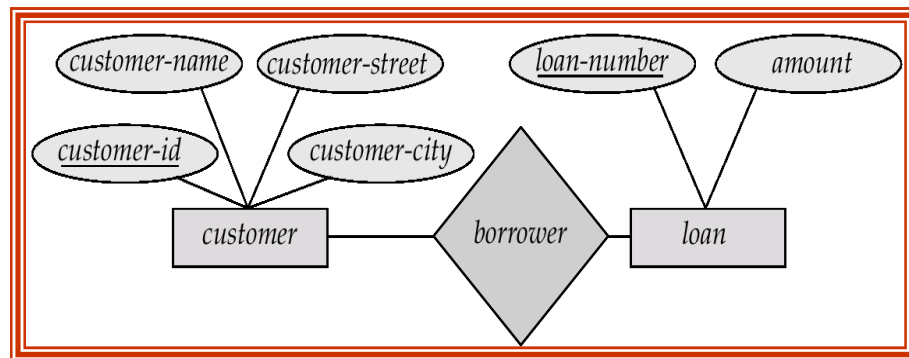 customer-name
customer-street
loan-number
amount
customer-id
customer-city
customer
borrower
loan